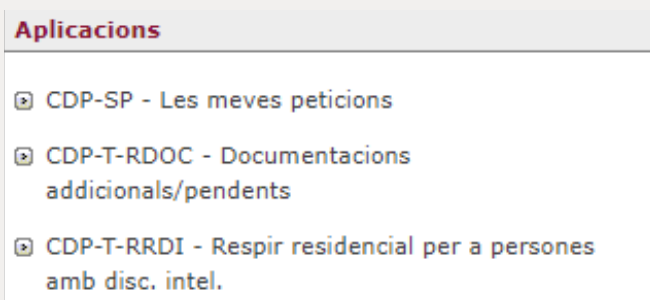 Aplicacions
CDP-SP - Les meves peticions
CDP-T-RDOC - Documentacions
addicionals/pendents
CDP-T-RRDI - Respir residencial per a persones
amb disc. intel.